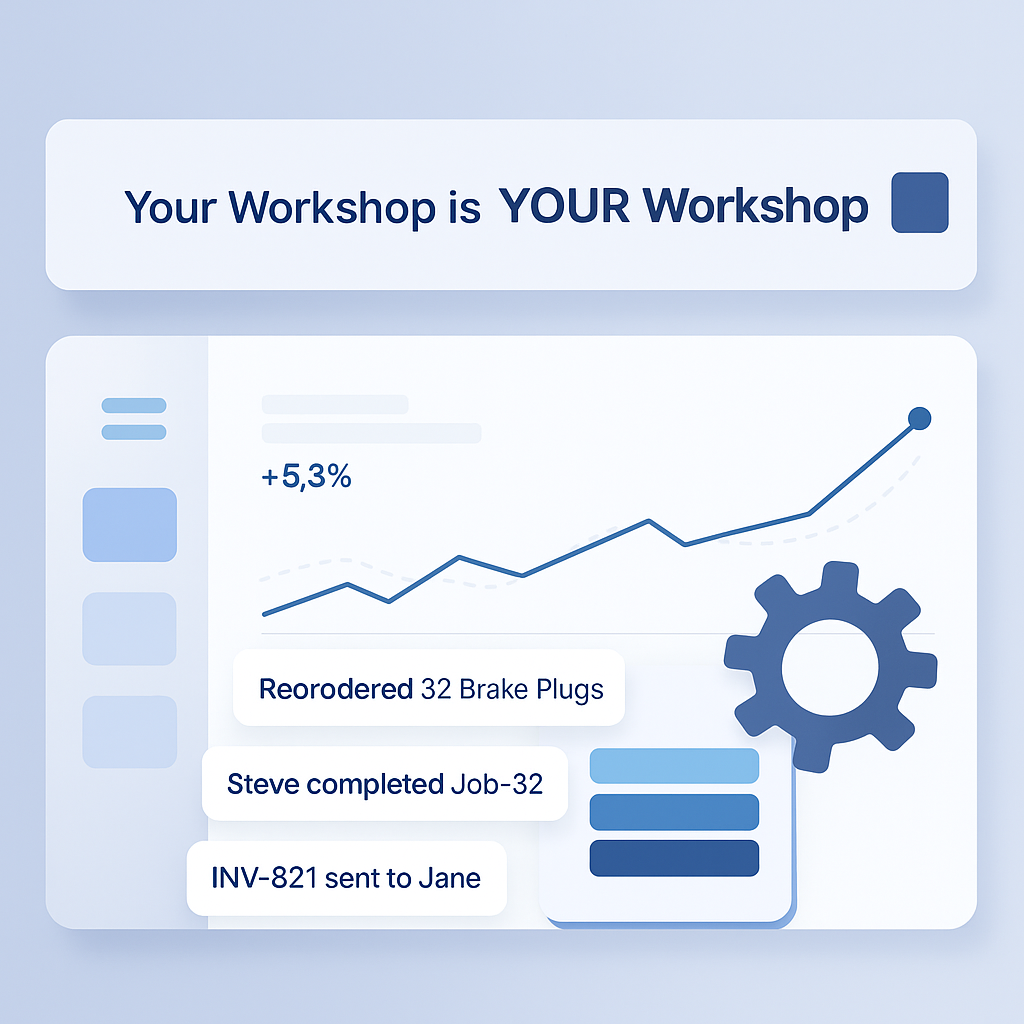 Your Workshop is YOUR Workshop
+5,3%
Reorodered 32 Brake Plugs
Steve completed Job-32
INV-821 sent to Jane